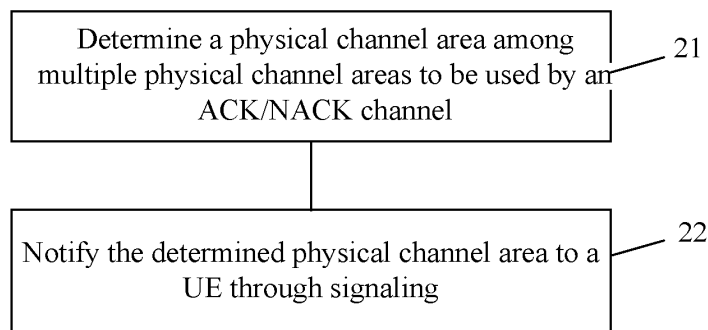 Determine a physical channel area among
multiple physical channel areas to be used by an
ACK/NACK channel
21
Notify the determined physical channel area to a
UE through signaling
22